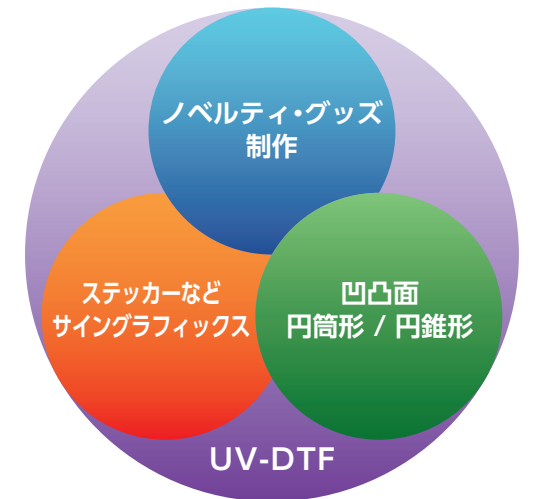 ノベルティ・グッズ
制作
ステッカーなど
サイングラフィックス
凹凸面
円筒形 / 円錐形
UV-DTF